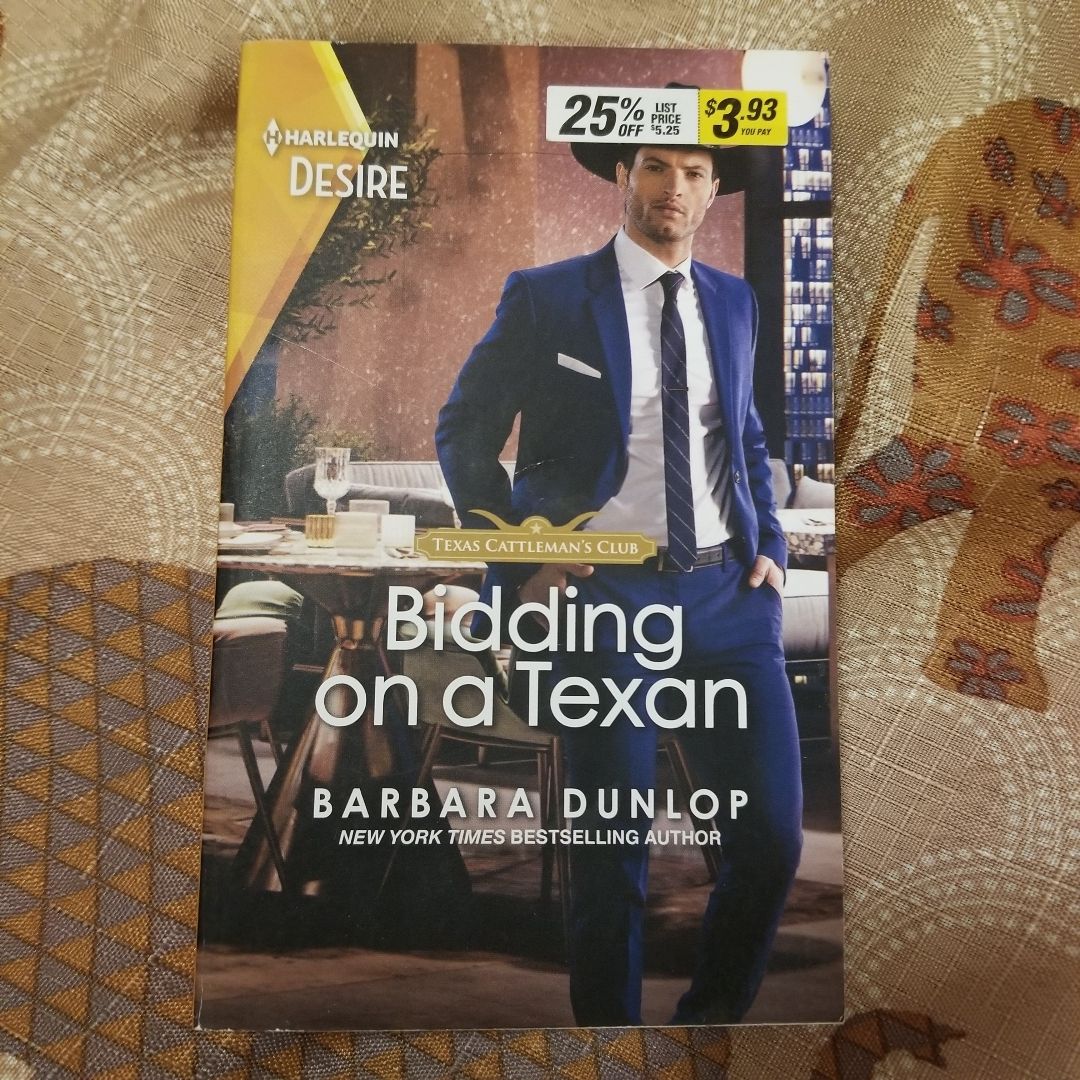 HARLEQUIN
DESIRE
25% OFF LIST PRICE $5.25 $3.93 YOU PAY
TEXAS CATTLEMAN'S CLUB
Bidding
on a Texan
BARBARA DUNLOP
NEW YORK TIMES BESTSELLING AUTHOR